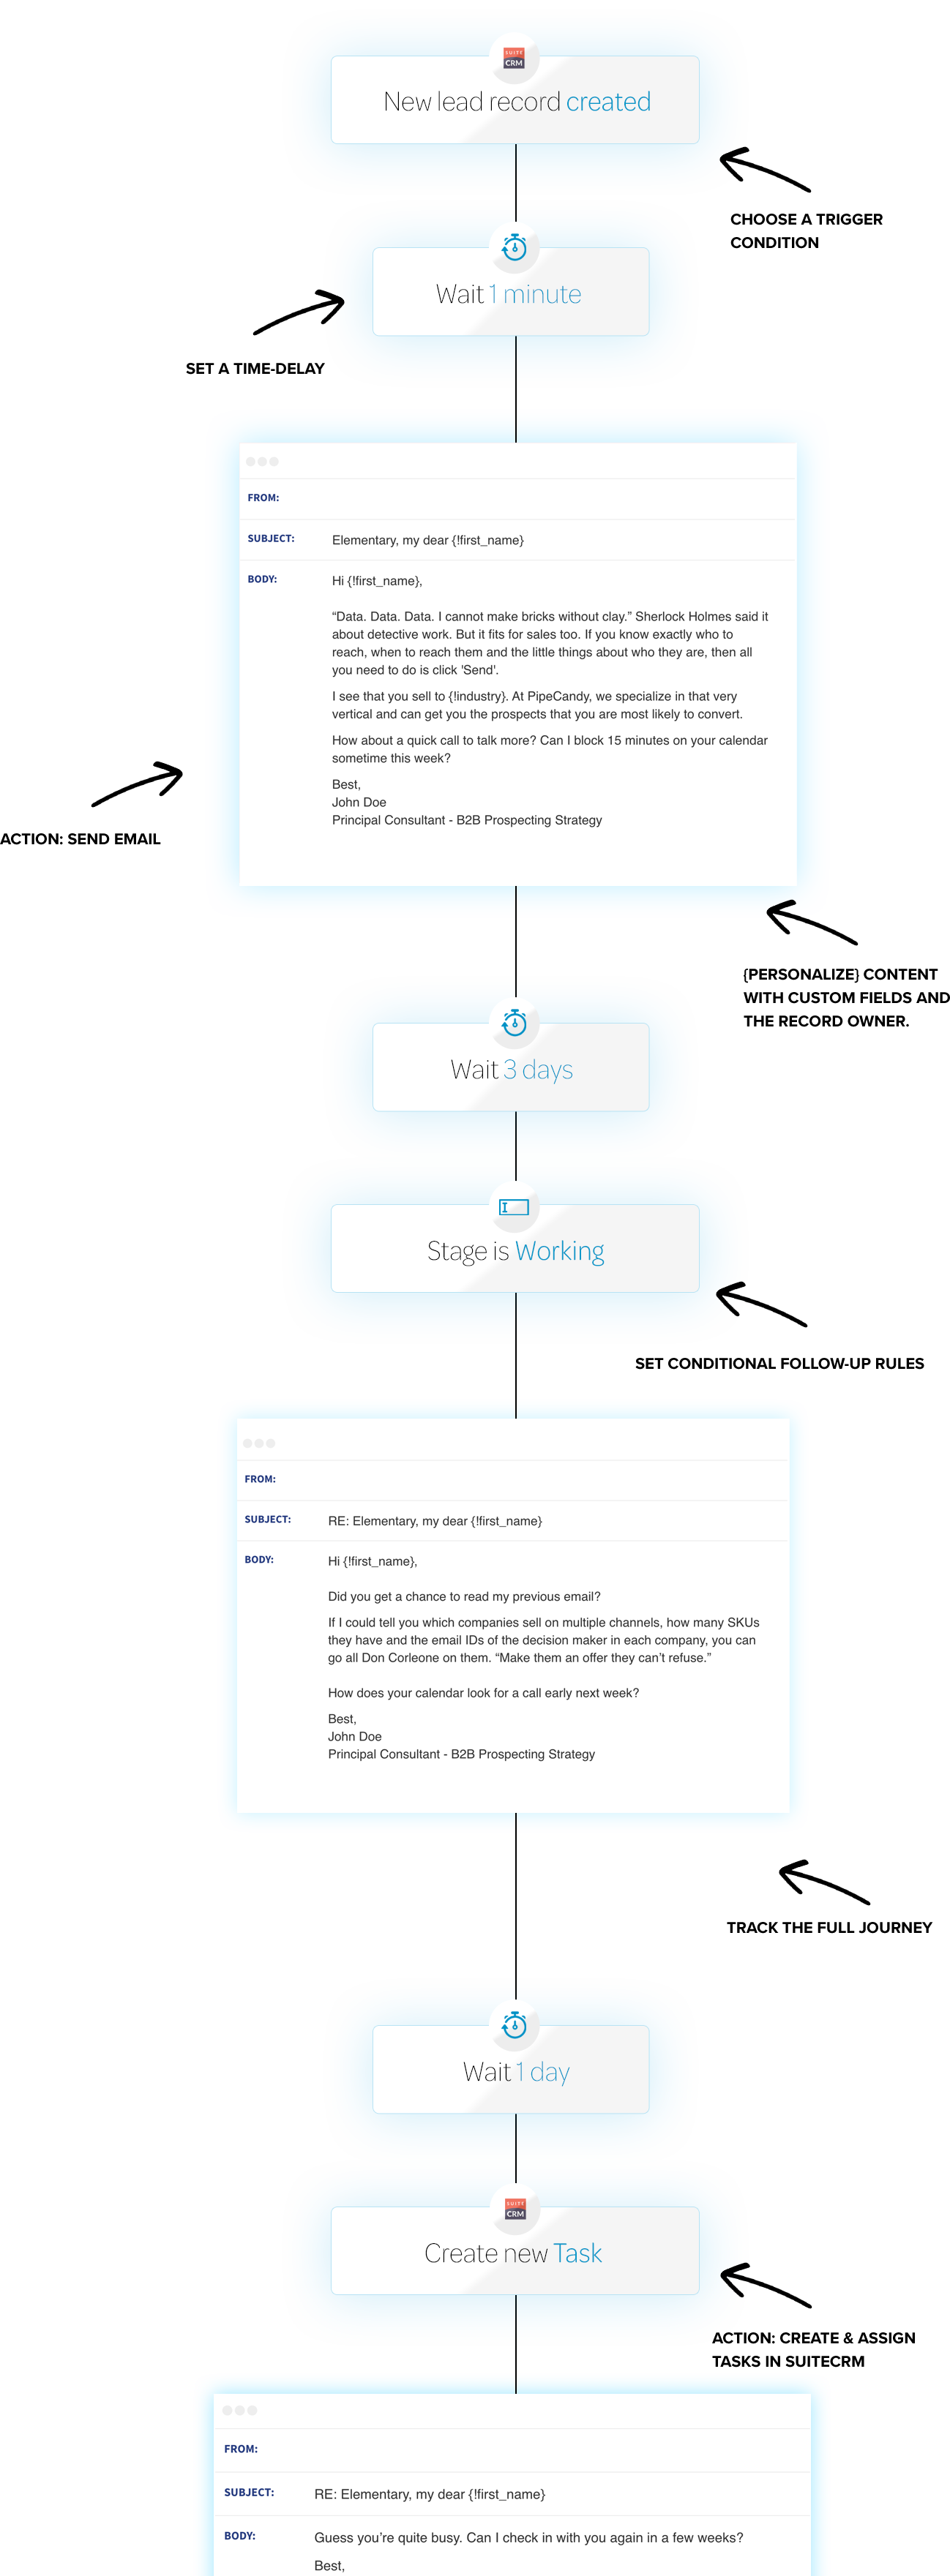 SUITE
CRM
New lead record created
CHOOSE A TRIGGER
CONDITION
Wait 1 minute
SET A TIME-DELAY
FROM:
SUBJECT: Elementary, my dear {!first_name}
BODY: Hi {!first_name},
“Data. Data. Data. I cannot make bricks without clay.” Sherlock Holmes said it
about detective work. But it fits for sales too. If you know exactly who to
reach, when to reach them and the little things about who they are, then all
you need to do is click 'Send'.
I see that you sell to {!industry}. At PipeCandy, we specialize in that very
vertical and can get you the prospects that you are most likely to convert.
How about a quick call to talk more? Can I block 15 minutes on your calendar
sometime this week?
Best,
John Doe
Principal Consultant - B2B Prospecting Strategy
ACTION: SEND EMAIL
{PERSONALIZE} CONTENT
WITH CUSTOM FIELDS AND
THE RECORD OWNER.
Wait 3 days
Stage is Working
SET CONDITIONAL FOLLOW-UP RULES
FROM:
SUBJECT: RE: Elementary, my dear {!first_name}
BODY: Hi {!first_name},
Did you get a chance to read my previous email?
If I could tell you which companies sell on multiple channels, how many SKUs
they have and the email IDs of the decision maker in each company, you can
go all Don Corleone on them. “Make them an offer they can’t refuse.”
How does your calendar look for a call early next week?
Best,
John Doe
Principal Consultant - B2B Prospecting Strategy
TRACK THE FULL JOURNEY
Wait 1 day
SUITE
CRM
Create new Task
ACTION: CREATE & ASSIGN
TASKS IN SUITECRM
FROM:
SUBJECT: RE: Elementary, my dear {!first_name}
BODY: Guess you’re quite busy. Can I check in with you again in a few weeks?
Best,